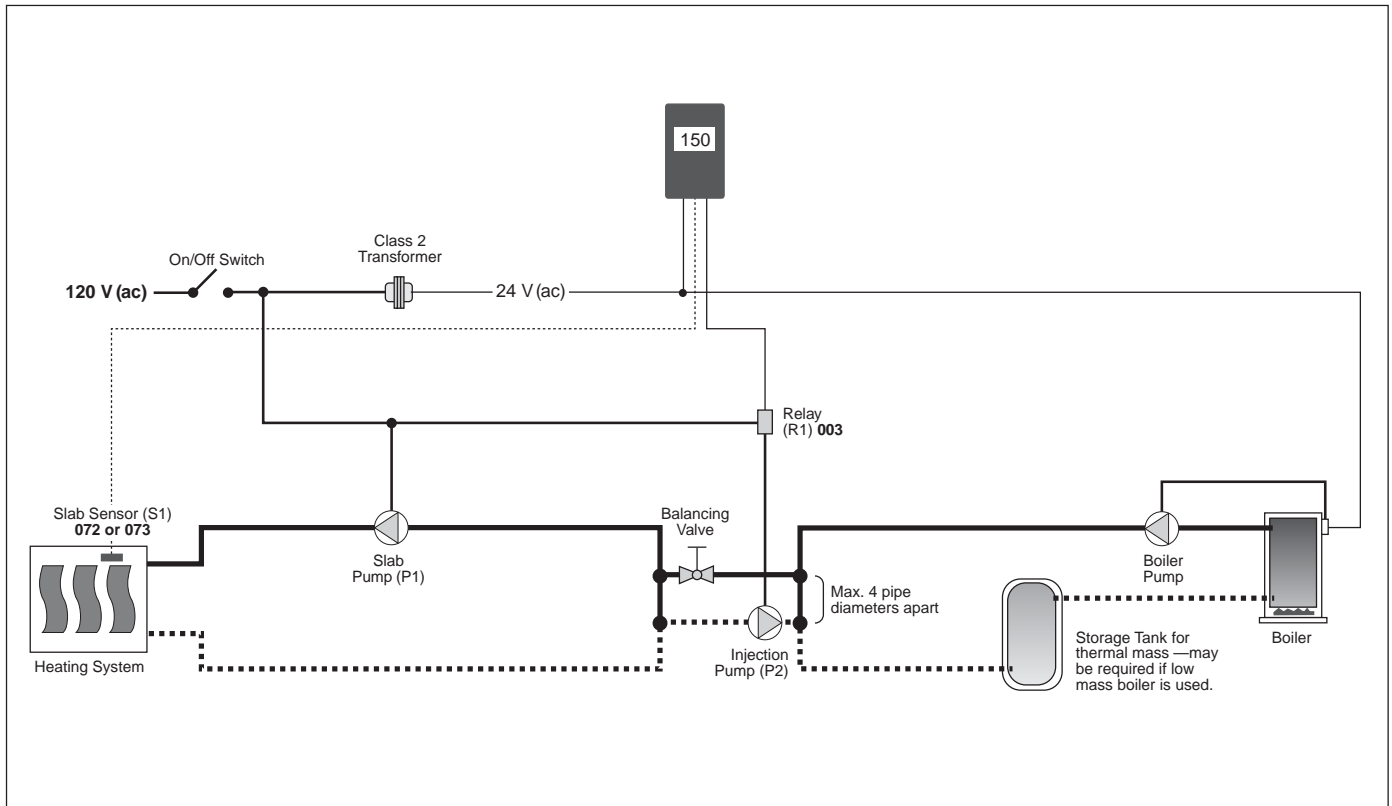 150
Class 2
Transformer
On/Off Switch
120 V (ac)
24 V (ac)
Relay
(R1) 003
Slab Sensor (S1)
072 or 073
Balancing
Valve
Slab
Pump (P1)
Boiler
Pump
Max. 4 pipe
diameters apart
Injection
Pump (P2)
Storage Tank for
thermal mass —may
be required if low
mass boiler is used.
Boiler
Heating System